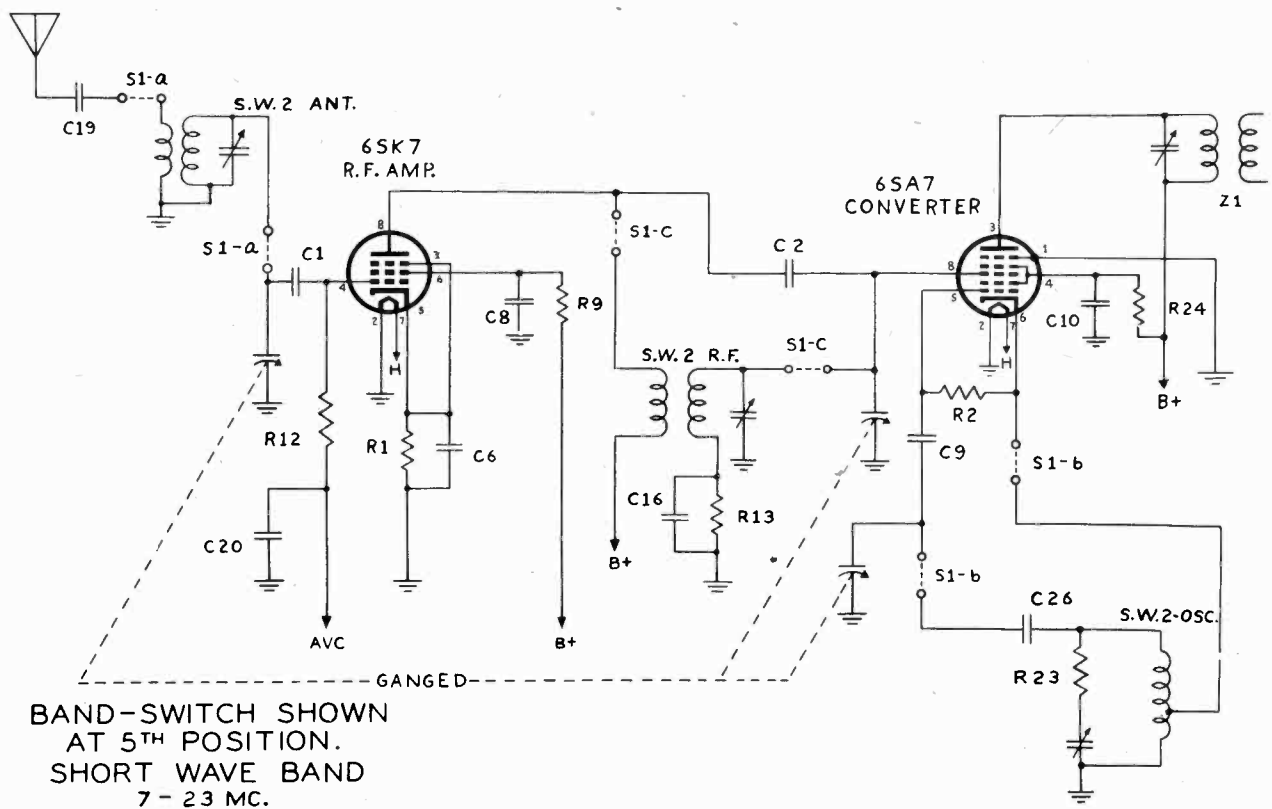 S1-a
C19
S.W.2 ANT.
S1-a
C1
6SK7
R.F. AMP.
8
4
6
5
2
7
H
C8
R9
R12
R1
C6
C20
AVC
B+
S1-C
C2
S.W.2 R.F.
S1-C
C16
R13
B+
6SA7
CONVERTER
3
1
8
4
5
6
2
7
H
C10
R24
Z1
B+
R2
C9
S1-b
S1-b
C26
S.W.2-OSC.
R23
GANGED
BAND-SWITCH SHOWN
AT 5TH POSITION.
SHORT WAVE BAND
7 - 23 MC.